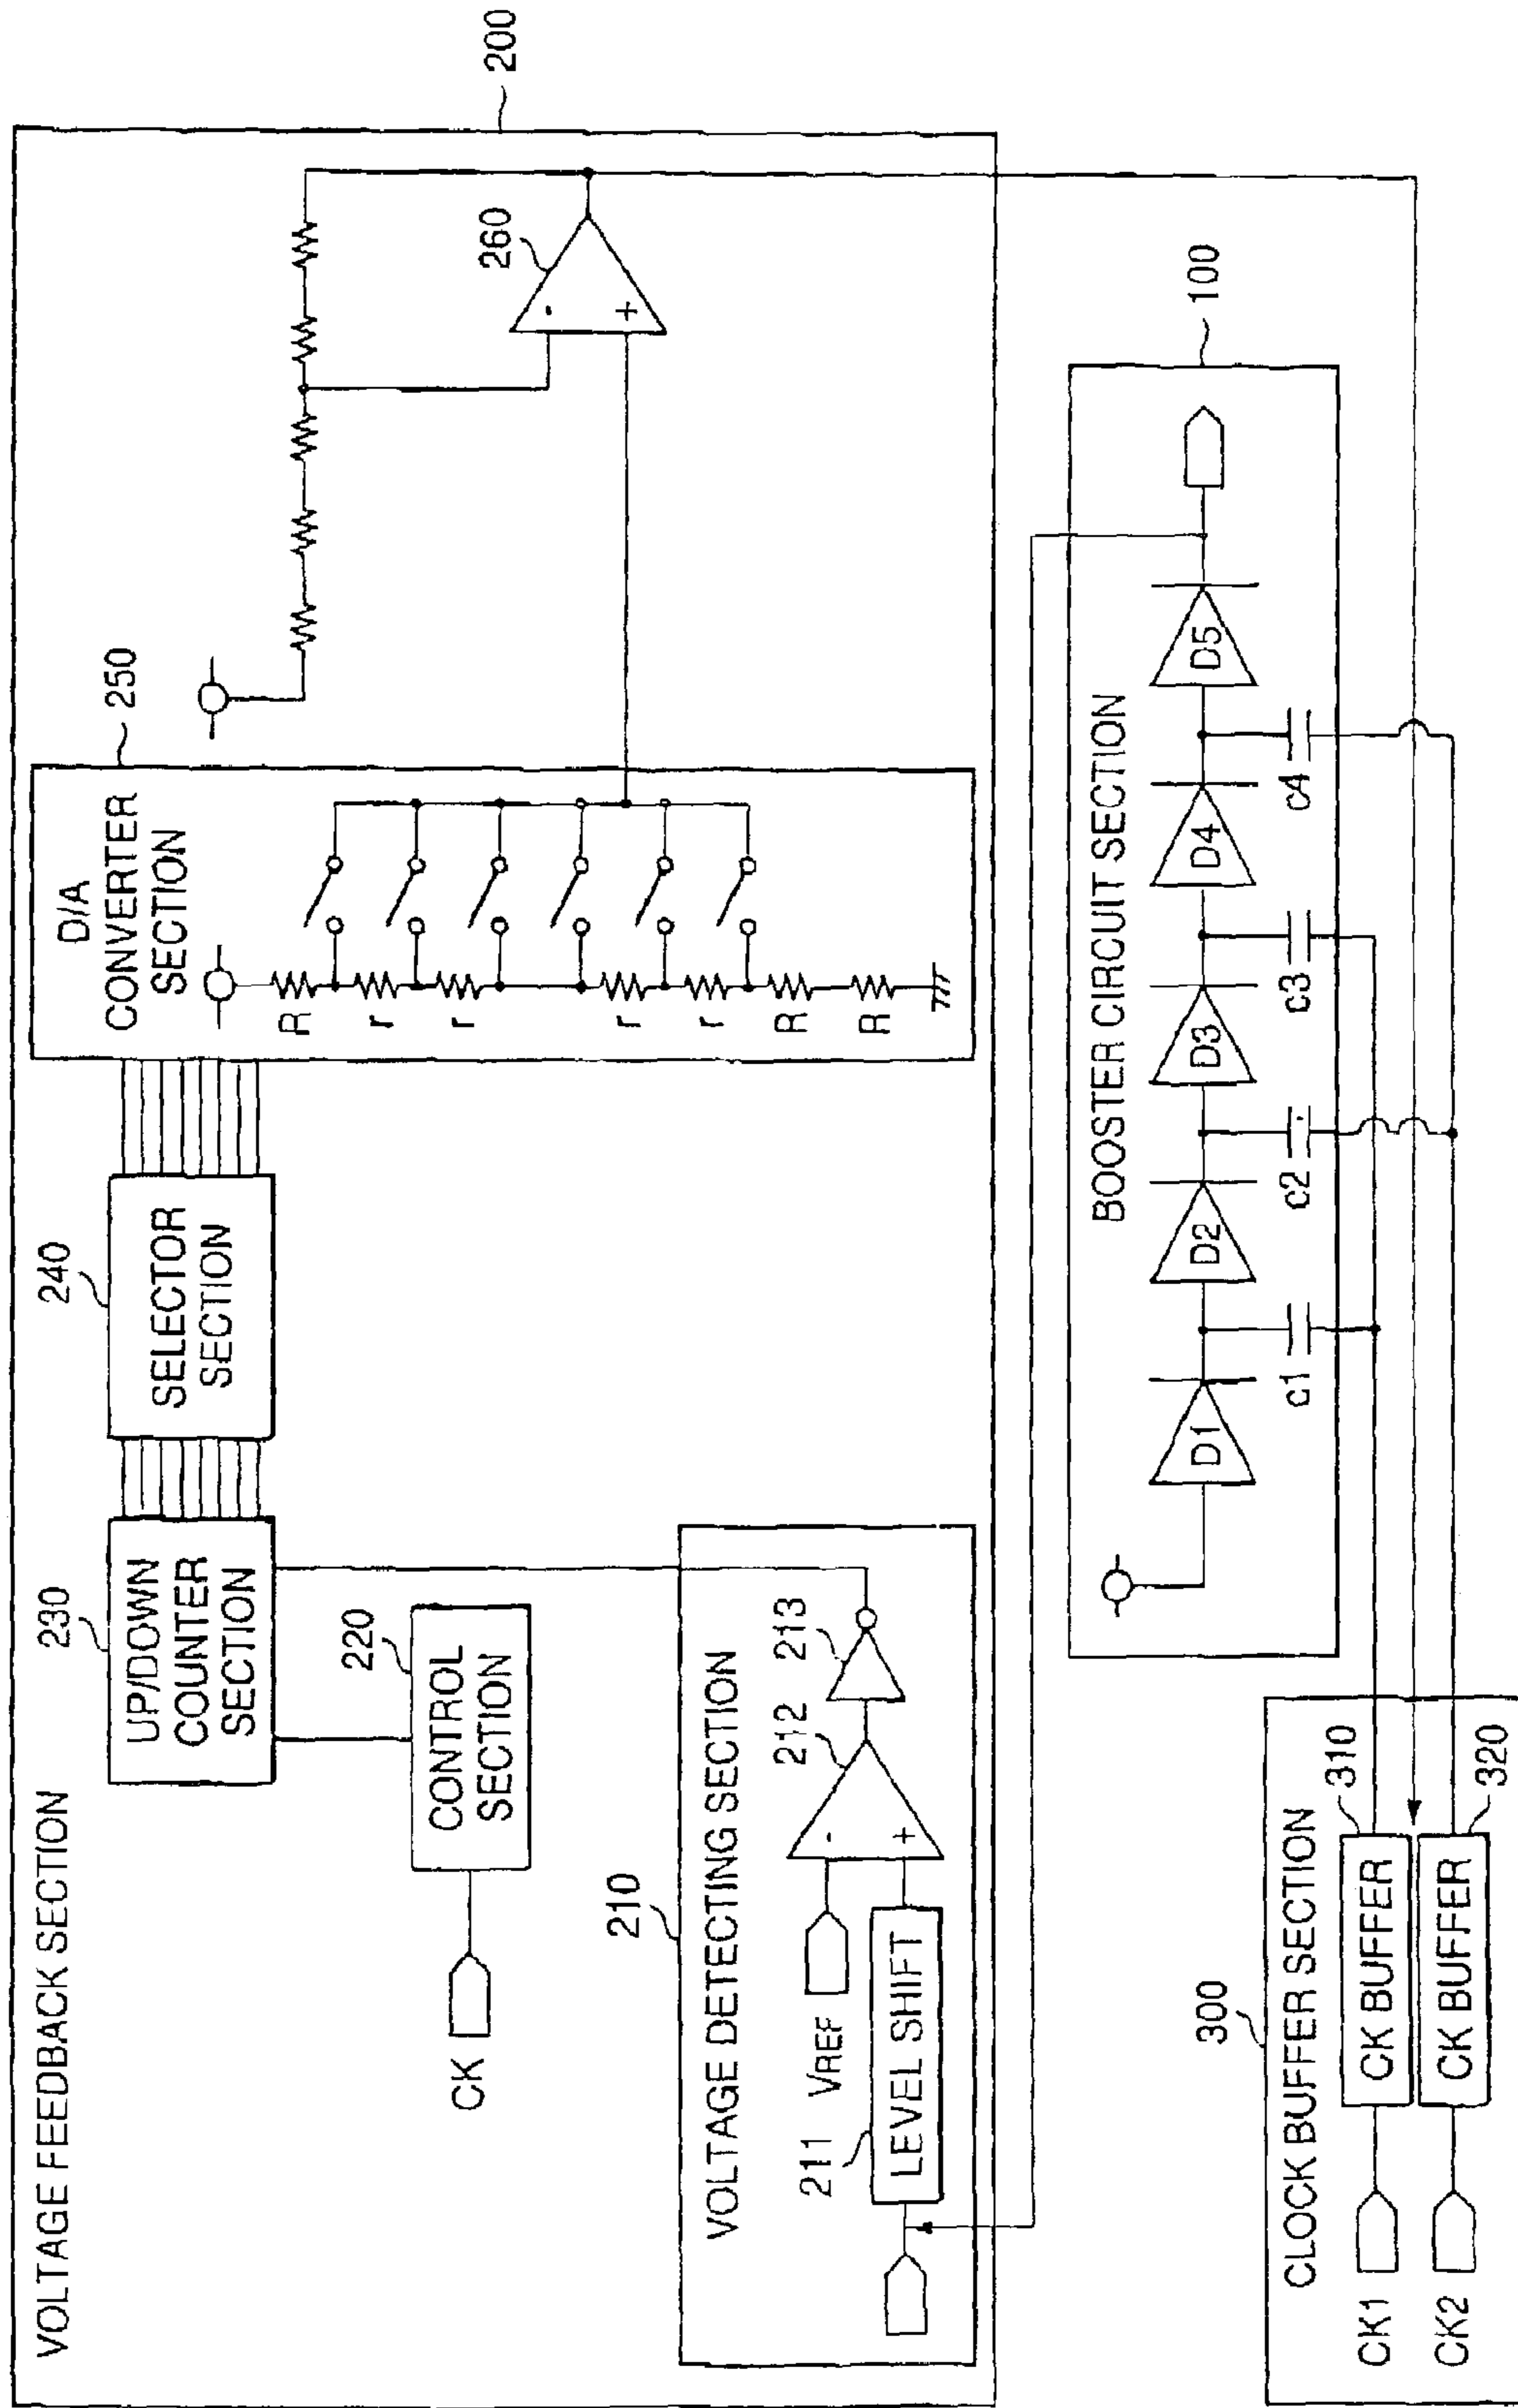 VOLTAGE FEEDBACK SECTION
200
230
UP/DOWN
COUNTER
SECTION
240
SELECTOR
SECTION
D/A
CONVERTER
SECTION
250
R
r
r
r
r
R
R
260
-
+
220
CONTROL
SECTION
CK
210
VOLTAGE DETECTING SECTION
211
VREF
LEVEL SHIFT
212
-
+
213
BOOSTER CIRCUIT SECTION
100
D1
D2
D3
D4
D5
c1
c2
c3
c4
300
CLOCK BUFFER SECTION
CK1
CK BUFFER
310
CK2
CK BUFFER
320